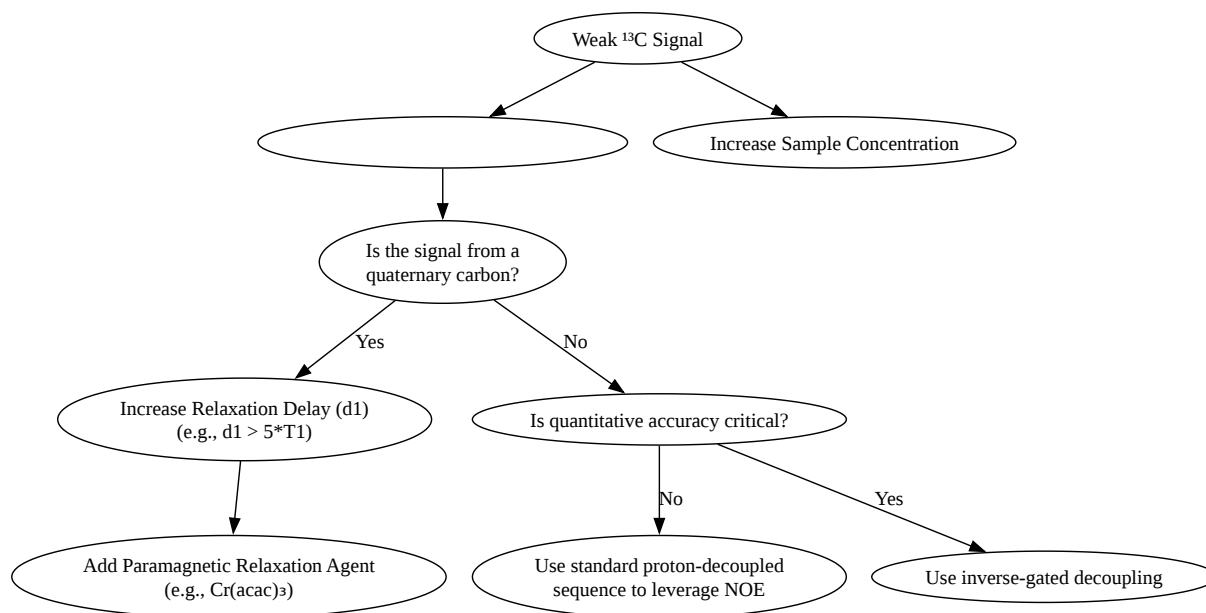 Weak ¹³C Signal
Increase Sample Concentration
Is the signal from a
quaternary carbon?
Yes
No
Increase Relaxation Delay (d1)
(e.g., d1 > 5*T1)
Is quantitative accuracy critical?
No
Yes
Add Paramagnetic Relaxation Agent
(e.g., Cr(acac)₃)
Use standard proton-decoupled
sequence to leverage NOE
Use inverse-gated decoupling